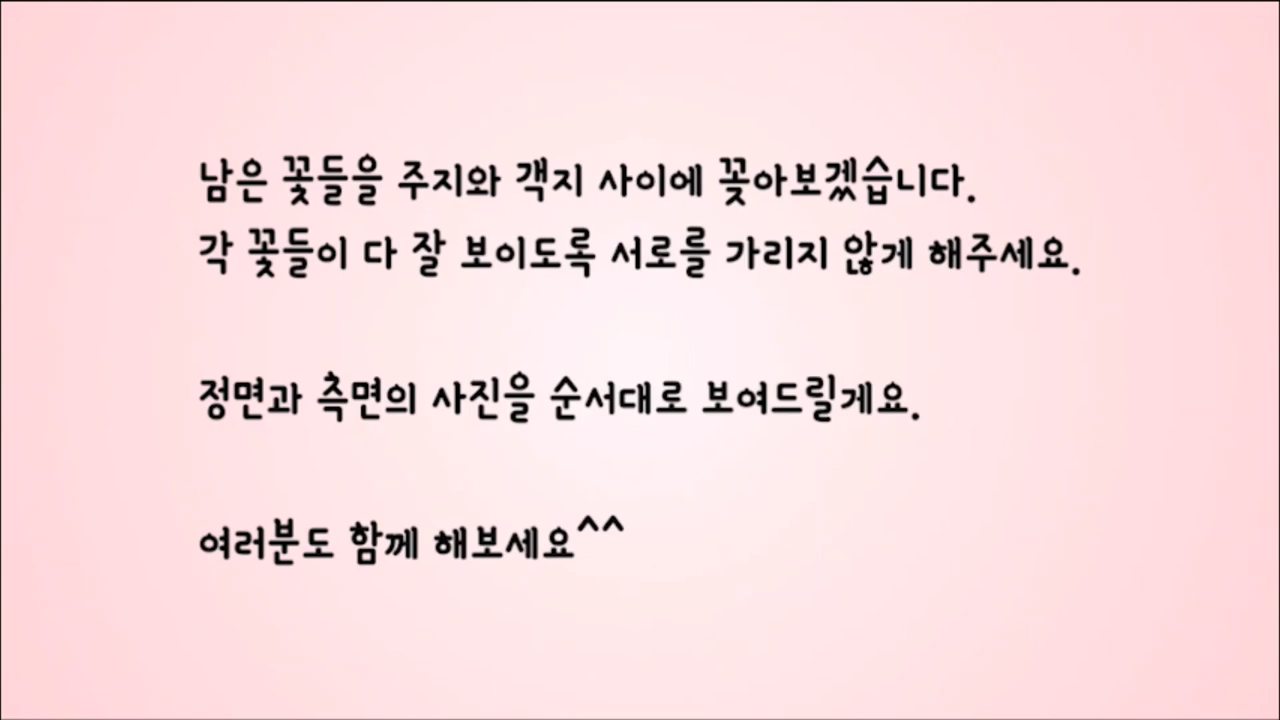 남은 꽃들을 주지와 객지 사이에 꽂아보겠습니다.
각 꽃들이 다 잘 보이도록 서로를 가리지 않게 해주세요.
정면과 측면의 사진을 순서대로 보여드릴게요.
여러분도 함께 해보세요^^